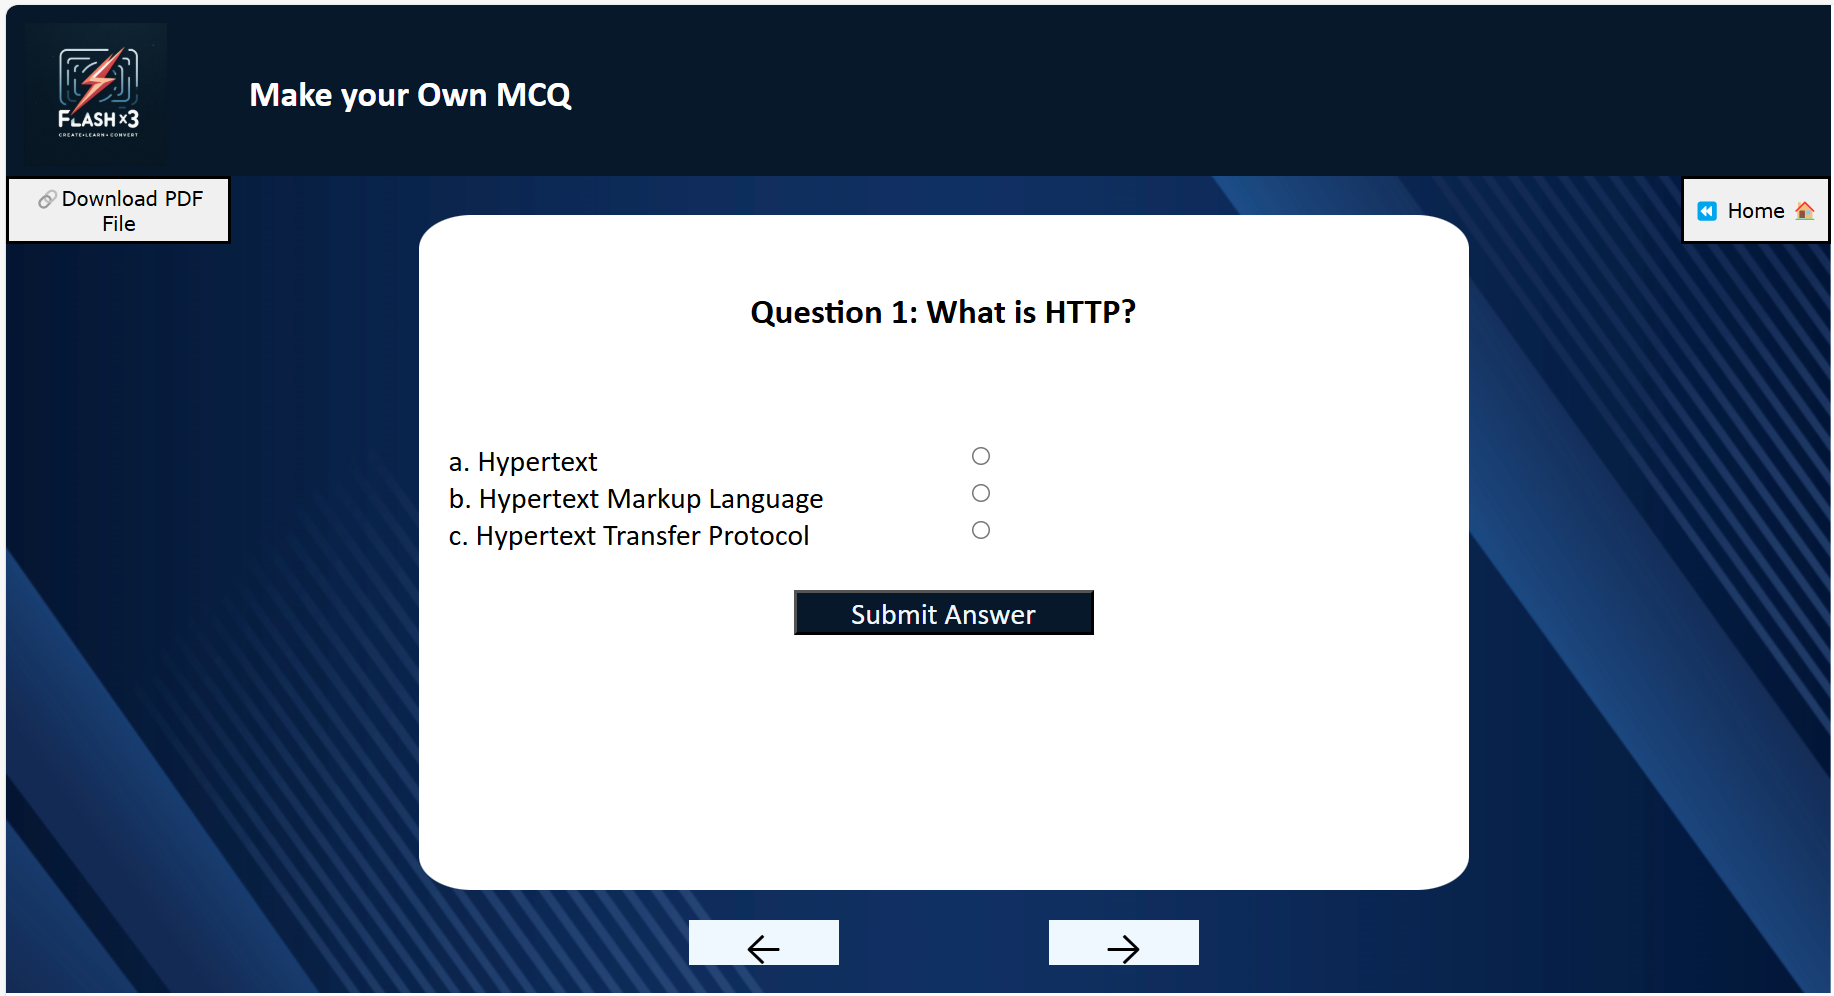 FLASH x3
CREATE•LEARN•CONVERT
Make your Own MCQ
Download PDF
File
Home
Question 1: What is HTTP?
a. Hypertext
b. Hypertext Markup Language
c. Hypertext Transfer Protocol
Submit Answer